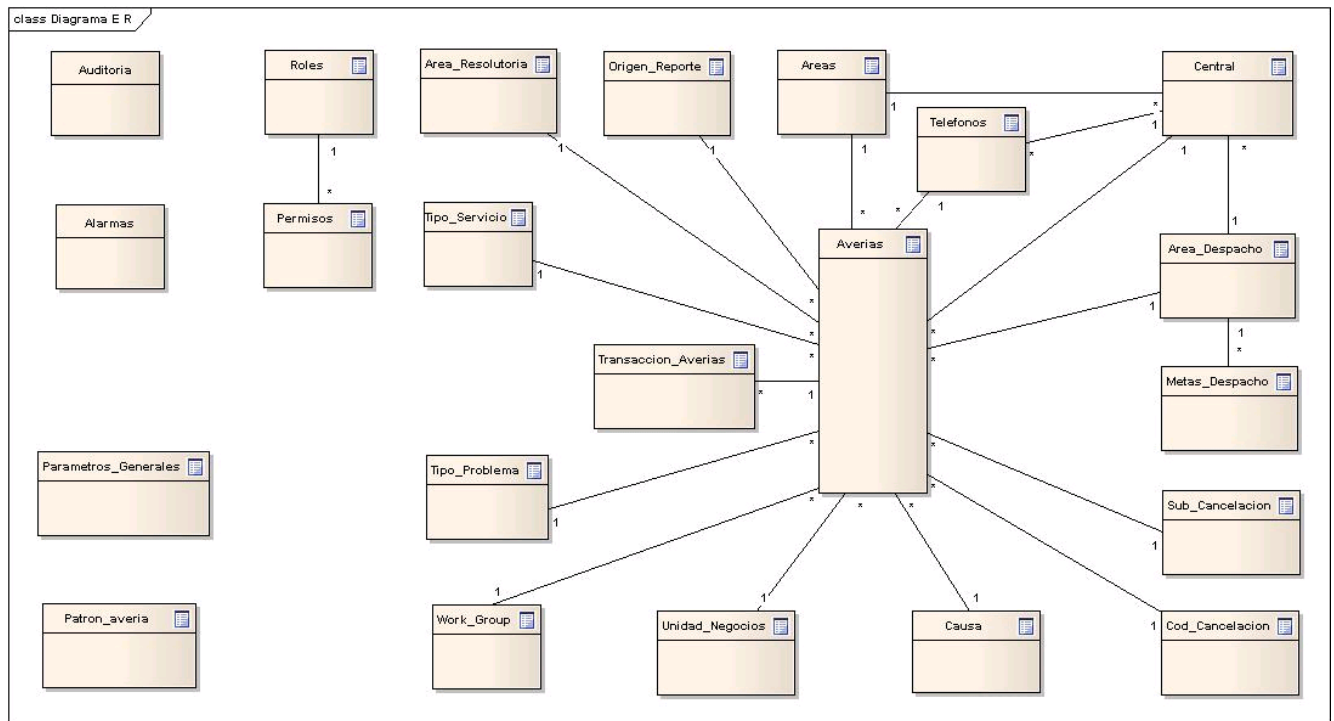 class Diagrama E R
Auditoria
Roles
Area_Resolutoria
Origen_Reporte
Areas
Central
1
*
1
Telefonos
1
*
1
1
1
1
*
1
*
*
*
*
1
1
Alarmas
Permisos
Tipo_Servicio
Averias
Area_Despacho
1
*
1
*
*
*
*
1
*
Transaccion_Averias
Metas_Despacho
*
1
Parametros_Generales
Tipo_Problema
*
*
1
*
*
Sub_Cancelacion
*
*
*
1
1
1
1
Patron_averia
Work_Group
Unidad_Negocios
Causa
1
Cod_Cancelacion